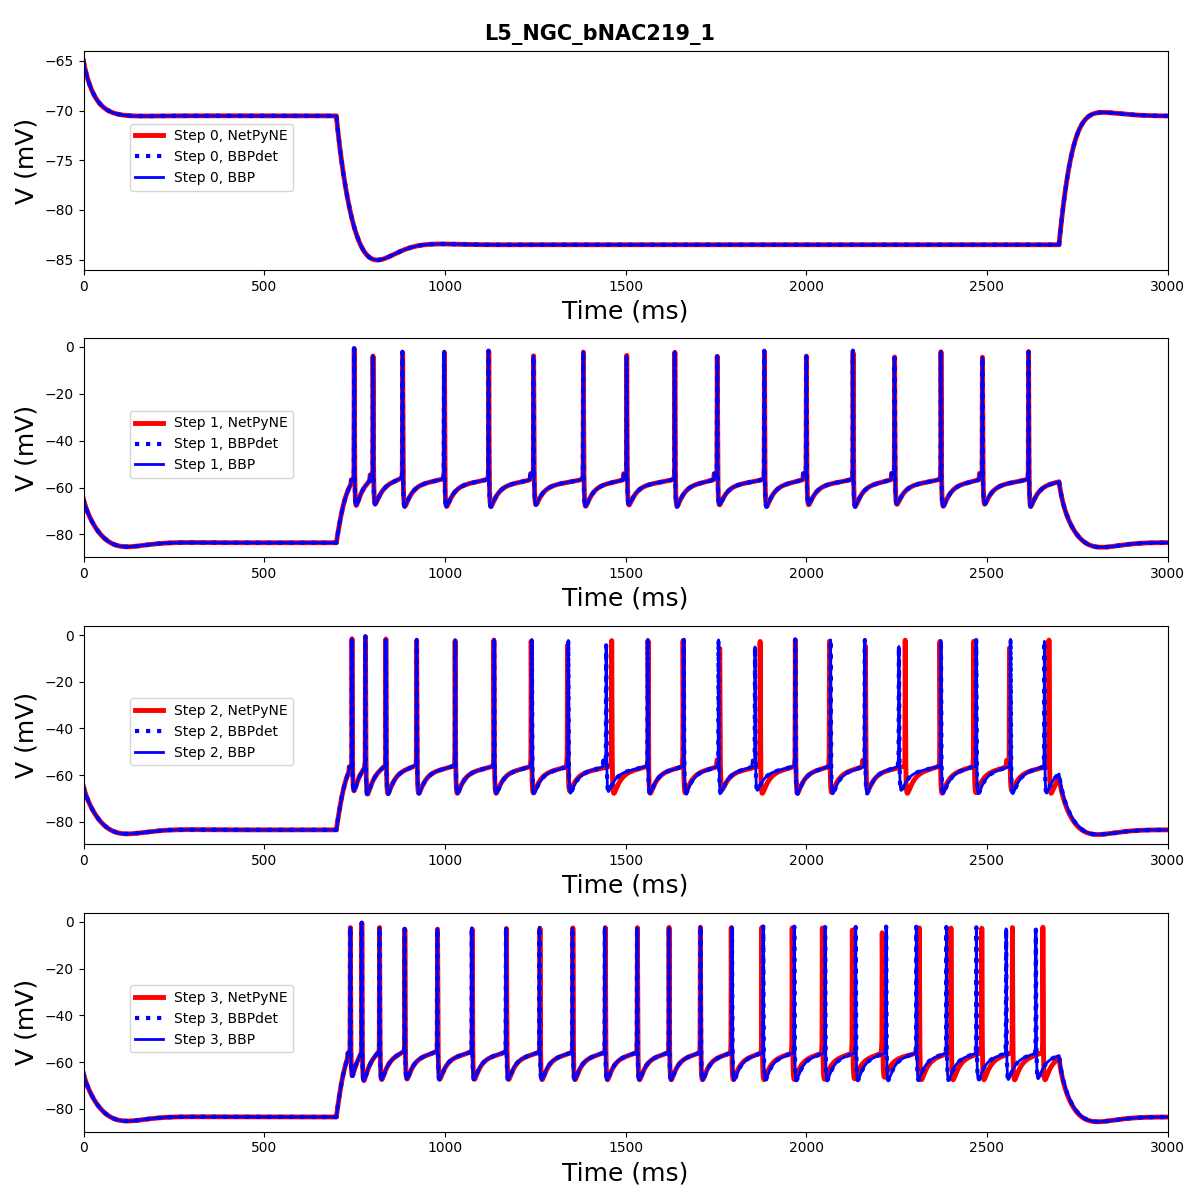 L5_NGC_bNAC219_1
V (mV)
−65
−70
−75
−80
−85
Step 0, NetPyNE
Step 0, BBPdet
Step 0, BBP
0 500 1000 1500 2000 2500 3000
Time (ms)
V (mV)
0
−20
−40
−60
−80
Step 1, NetPyNE
Step 1, BBPdet
Step 1, BBP
0 500 1000 1500 2000 2500 3000
Time (ms)
V (mV)
0
−20
−40
−60
−80
Step 2, NetPyNE
Step 2, BBPdet
Step 2, BBP
0 500 1000 1500 2000 2500 3000
Time (ms)
V (mV)
0
−20
−40
−60
−80
Step 3, NetPyNE
Step 3, BBPdet
Step 3, BBP
0 500 1000 1500 2000 2500 3000
Time (ms)